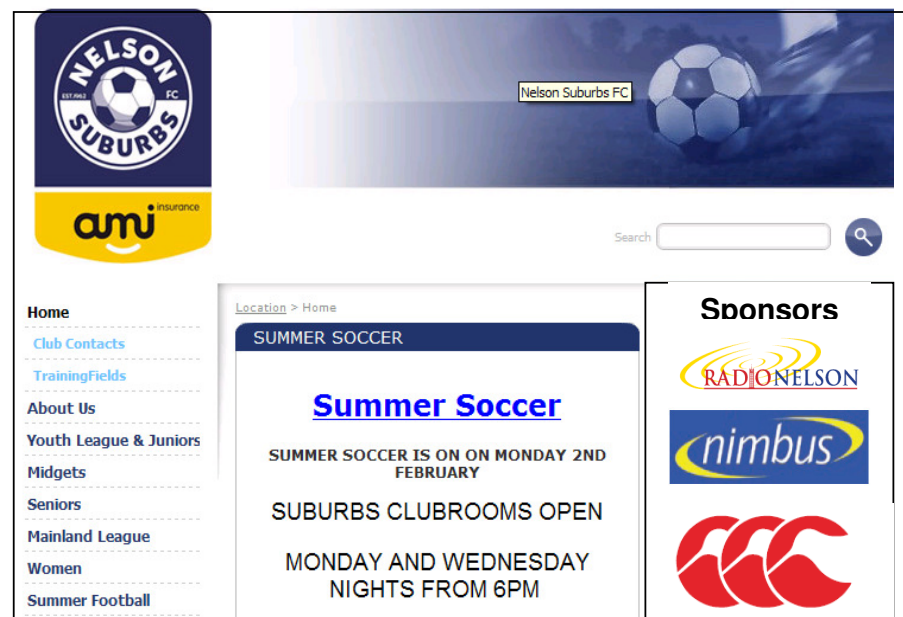 NELSON
EST.1962
FC
SUBURBS
ami insurance
Nelson Suburbs FC
Search
Home
Club Contacts
TrainingFields
About Us
Youth League & Juniors
Midgets
Seniors
Mainland League
Women
Summer Football
Location > Home
SUMMER SOCCER
Summer Soccer
SUMMER SOCCER IS ON ON MONDAY 2ND
FEBRUARY
SUBURBS CLUBROOMS OPEN
MONDAY AND WEDNESDAY
NIGHTS FROM 6PM
Sponsors
RADIONELSON
nimbus